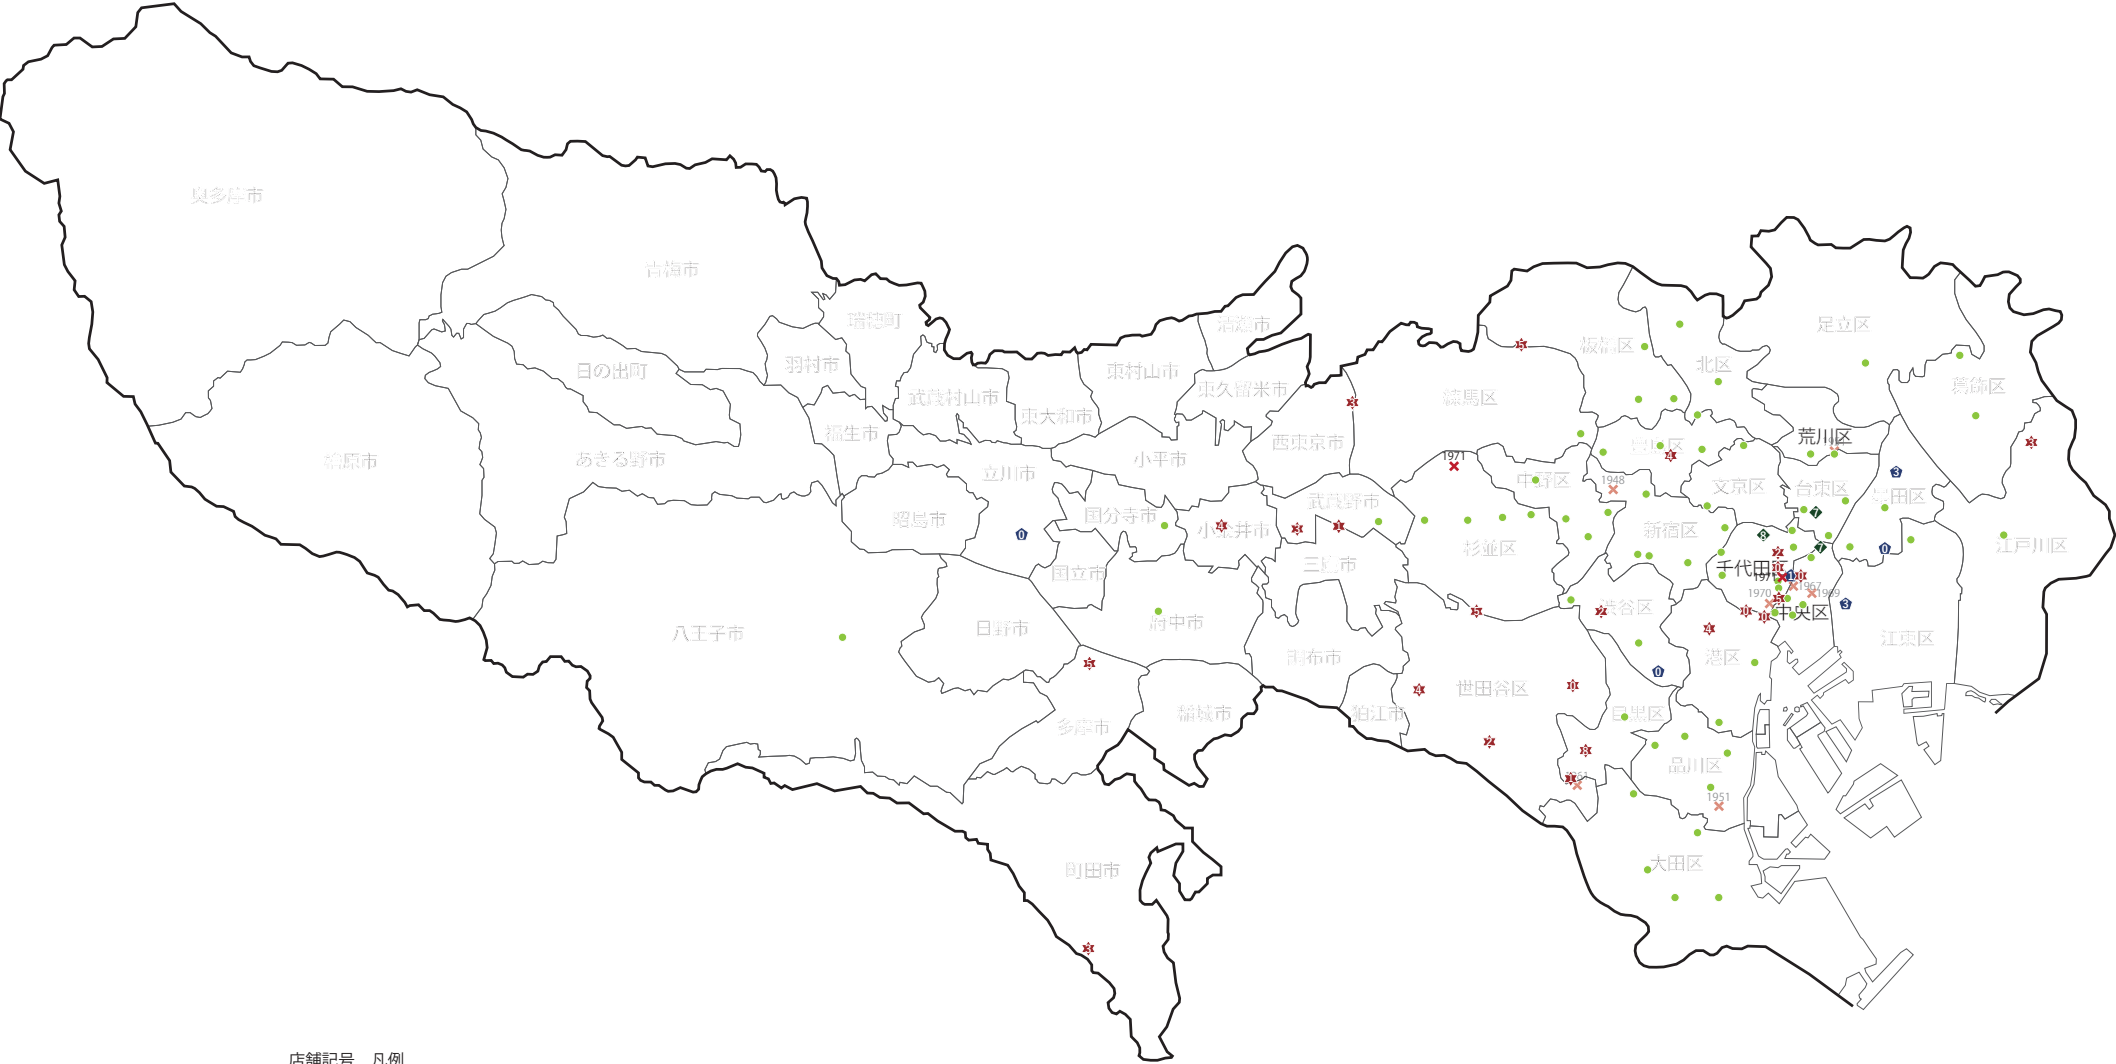 奥多摩市
青梅市
瑞穂町
清瀬市
足立区
板橋区
北区
日の出町
羽村市
東村山市
東久留米市
葛飾区
武蔵村山市
東大和市
練馬区
福生市
西東京市
荒川区
豊島区
檜原市
あきる野市
立川市
小平市
1971
中野区
1948
文京区
台東区
墨田区
昭島市
国分寺市
小金井市
武蔵野市
新宿区
杉並区
江戸川区
国立市
三鷹市
千代田区
1967
1970
1969
八王子市
日野市
府中市
渋谷区
中央区
江東区
調布市
港区
世田谷区
多摩市
稲城市
狛江市
目黒区
品川区
1951
町田市
大田区
店舗記号 凡例